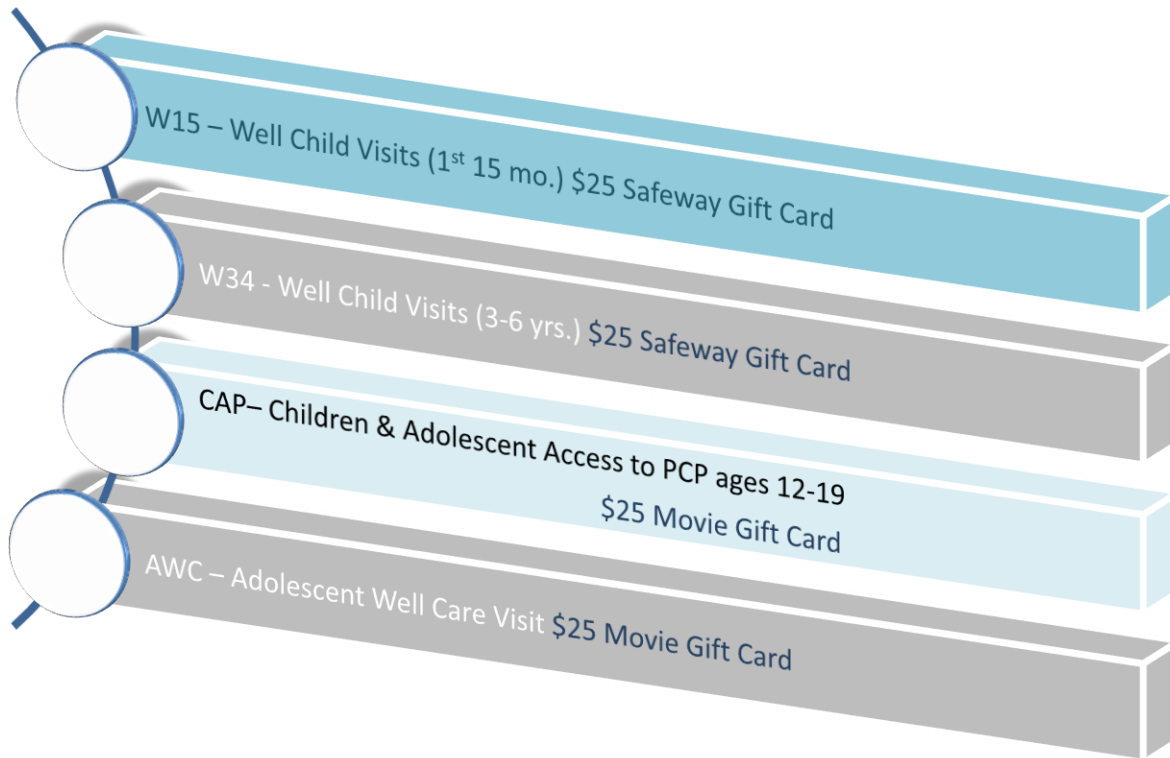 W15 – Well Child Visits (1st 15 mo.) $25 Safeway Gift Card
W34 - Well Child Visits (3-6 yrs.) $25 Safeway Gift Card
CAP– Children & Adolescent Access to PCP ages 12-19
$25 Movie Gift Card
AWC – Adolescent Well Care Visit $25 Movie Gift Card